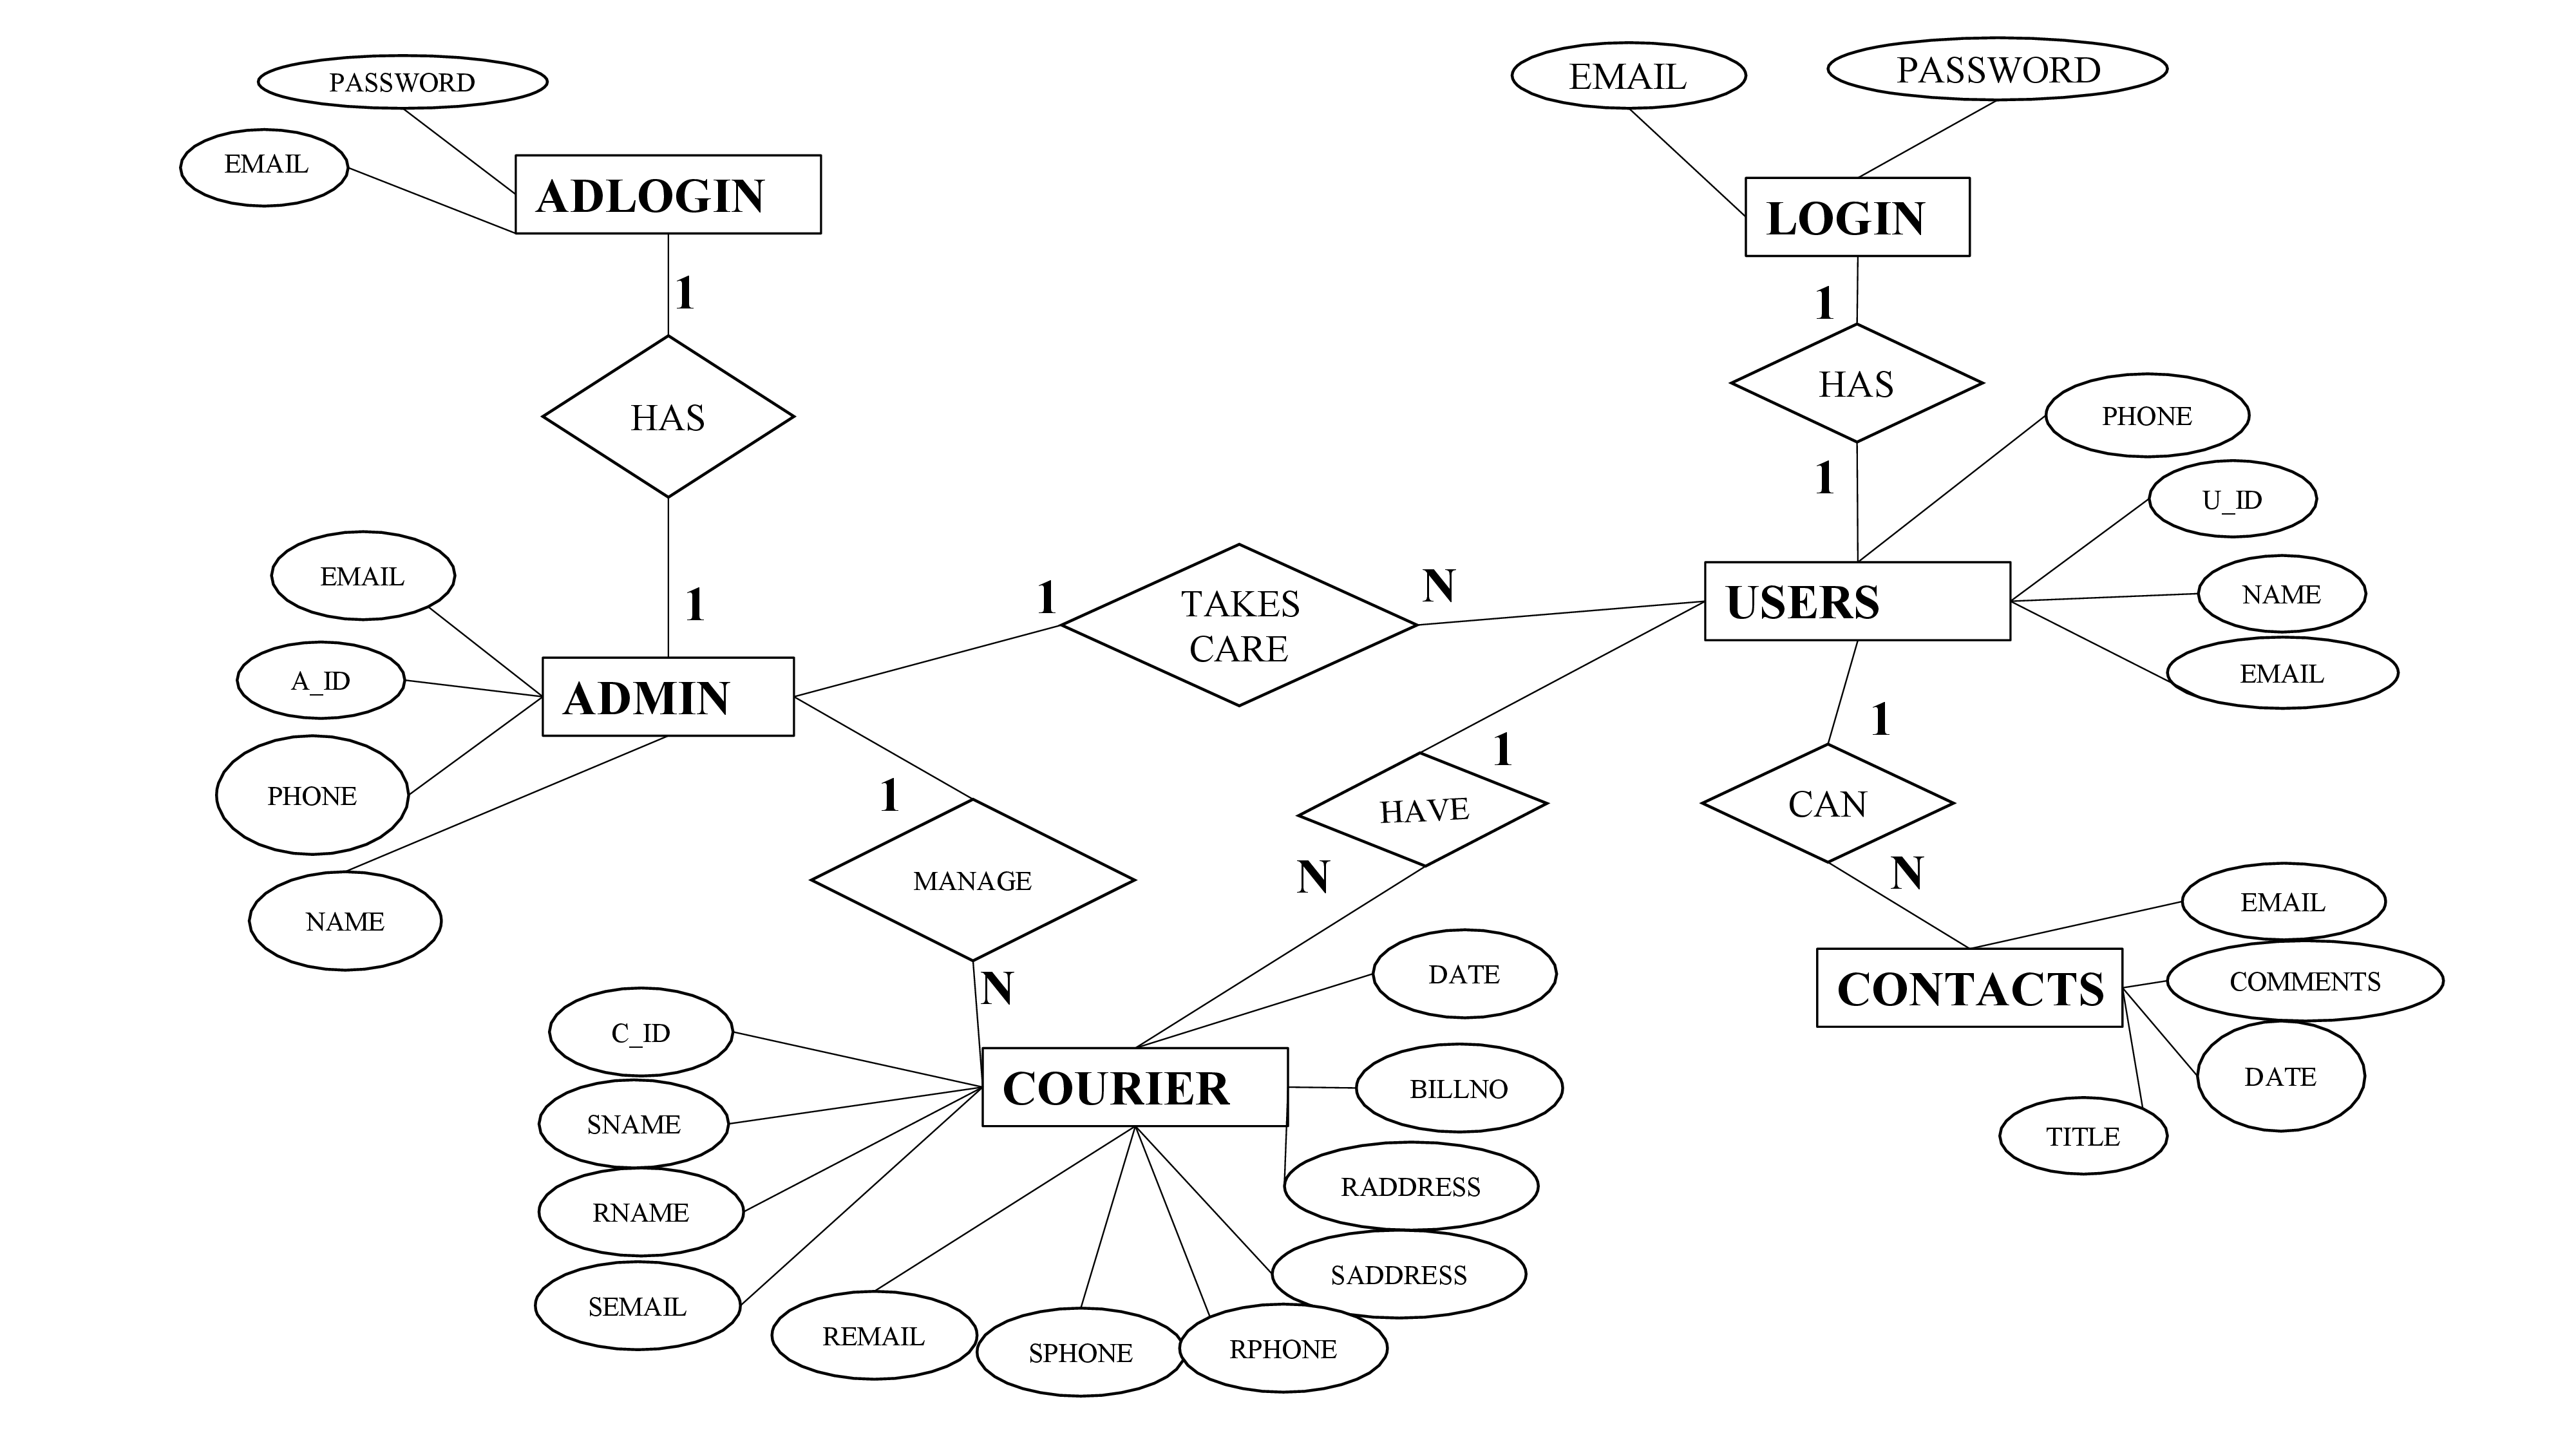 PASSWORD
EMAIL
ADLOGIN
1
HAS
1
EMAIL
A_ID
PHONE
NAME
ADMIN
EMAIL
PASSWORD
LOGIN
1
HAS
1
PHONE
U_ID
NAME
EMAIL
USERS
1
TAKES
CARE
N
1
MANAGE
N
1
HAVE
N
1
CAN
N
CONTACTS
EMAIL
COMMENTS
DATE
TITLE
COURIER
C_ID
SNAME
RNAME
SEMAIL
REMAIL
SPHONE
RPHONE
SADDRESS
RADDRESS
BILLNO
DATE